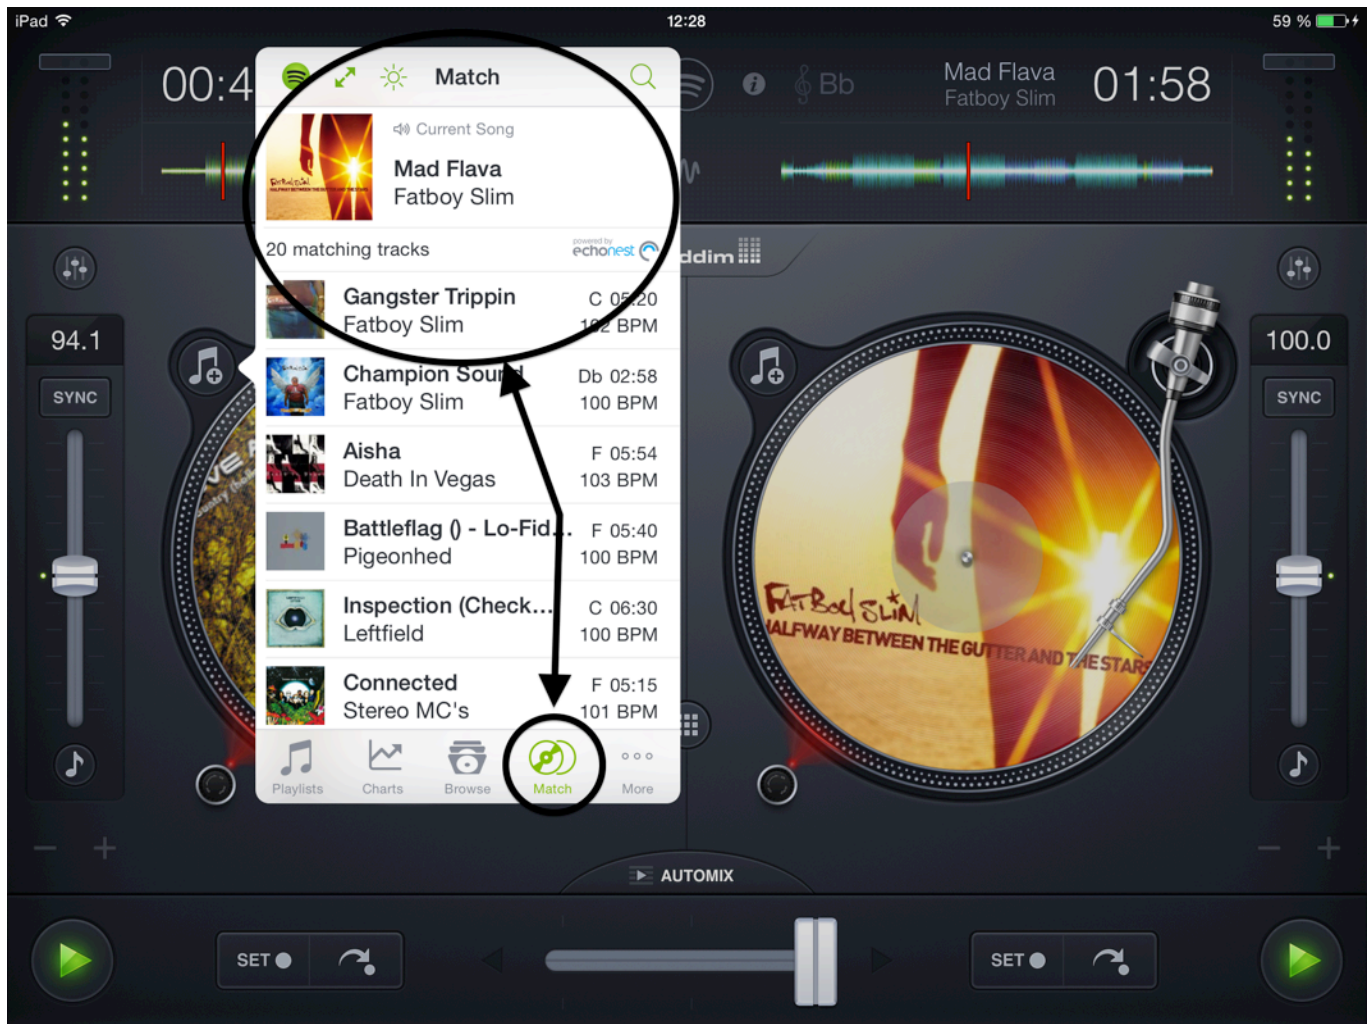 iPad
12:28
59 %
00:4
Match
Bb
Mad Flava
Fatboy Slim
01:58
Current Song
Mad Flava
Fatboy Slim
20 matching tracks
powered by
echonest
ddim
Gangster Trippin
C 05:20
Fatboy Slim
102 BPM
Champion Sound
Db 02:58
Fatboy Slim
100 BPM
Aisha
F 05:54
Death In Vegas
103 BPM
Battleflag () - Lo-Fid...
F 05:40
Pigeonhed
100 BPM
Inspection (Check...
C 06:30
Leftfield
100 BPM
Connected
F 05:15
Stereo MC's
101 BPM
Playlists
Charts
Browse
Match
More
94.1
SYNC
100.0
SYNC
FATBOY SLIM
HALFWAY BETWEEN THE GUTTER AND THE STARS
AUTOMIX
SET
SET